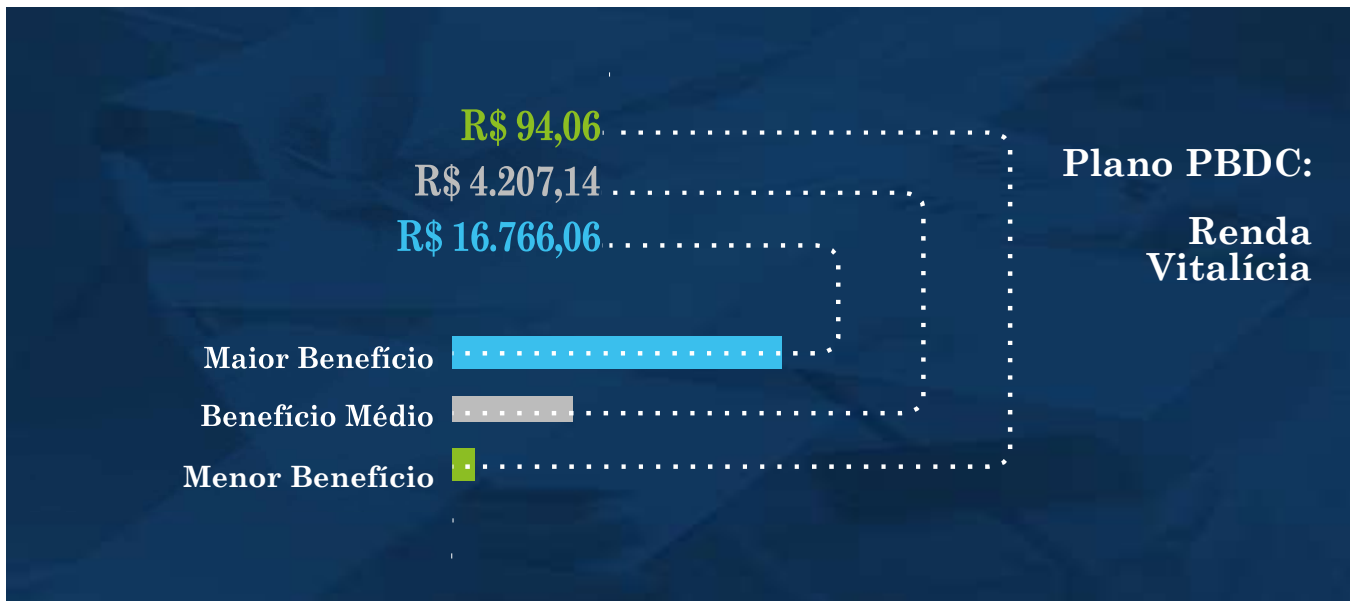 R$ 94,06
R$ 4.207,14
R$ 16.766,06
Plano PBDC:
Renda
Vitalícia
Maior Benefício
Benefício Médio
Menor Benefício